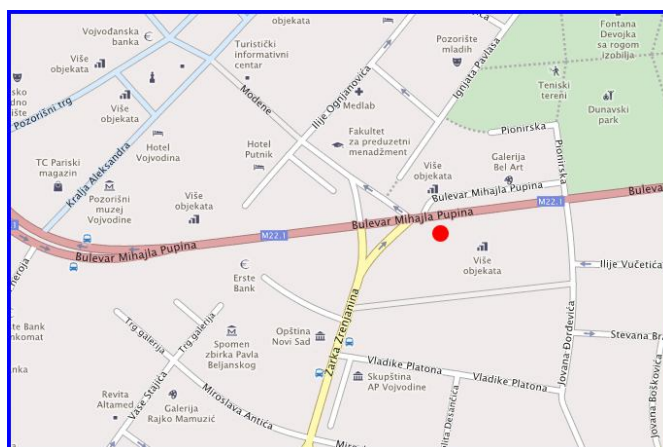 Vojvođanska
banka
Više
objekata
objekata
Turistički
informativni
centar
Pozorište
mladih
Fontana
Devojka
sa rogom
izobilja
Teniski
tereni
Dunavski
park
Pozorišni trg
Više
objekata
Modene
Ilije Ognjanovića
Ignjata Pavlasa
Medlab
Fakultet
za preduzetni
menadžment
Pionirska
Pionirska
TC Pariski
magazin
Kralja Aleksandra
Hotel
Vojvodina
Hotel
Putnik
Više
objekata
Galerija
Bel Art
Pozorišni
muzej
Vojvodine
Više
objekata
Bulevar Mihajla Pupina
Bulevar Mihajla Pupina
M22.1
M22.1
Bulevar Mihajla Pupina
Erste
Bank
Više
objekata
Ilije Vučetića
Trg galerija
Trg galerija
Spomen
zbirka Pavla
Beljanskog
Opština
Novi Sad
Žarka Zrenjanina
Vladike Platona
Vladike Platona
Skupština
AP Vojvodine
Jovana Đorđevića
Jovana Boškovića
Revita
Altamed
Vase Stajića
Galerija
Rajko Mamuzić
Miroslava Antića